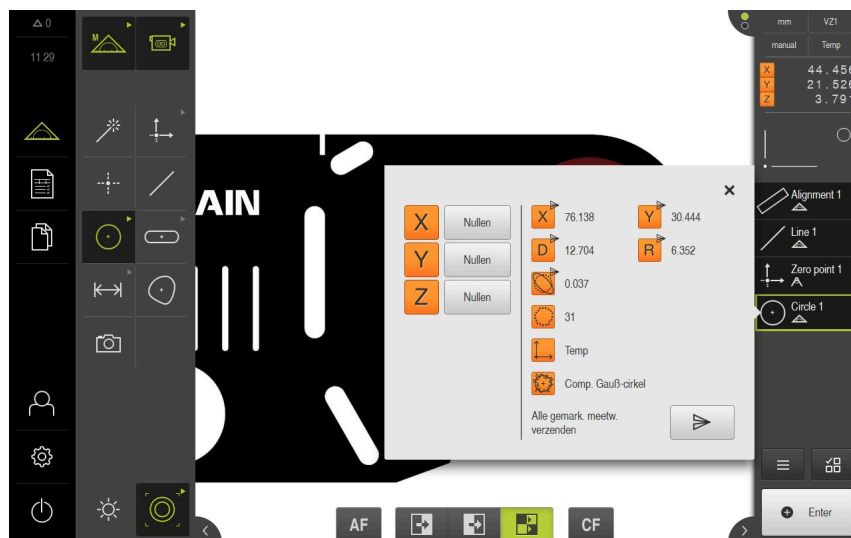 0
mm VZ1
11 29
M
manual Temp
X 44.456
Y 21.526
Z 3.791
AIN
Alignment 1
Line 1
Zero point 1
Circle 1
X Nullen
Y Nullen
Z Nullen
X 76.138 Y 30.444
D 12.704 R 6.352
0.037
31
Temp
Comp. Gauß-cirkel
Alle gemark. meetw.
verzenden
AF CF
Enter